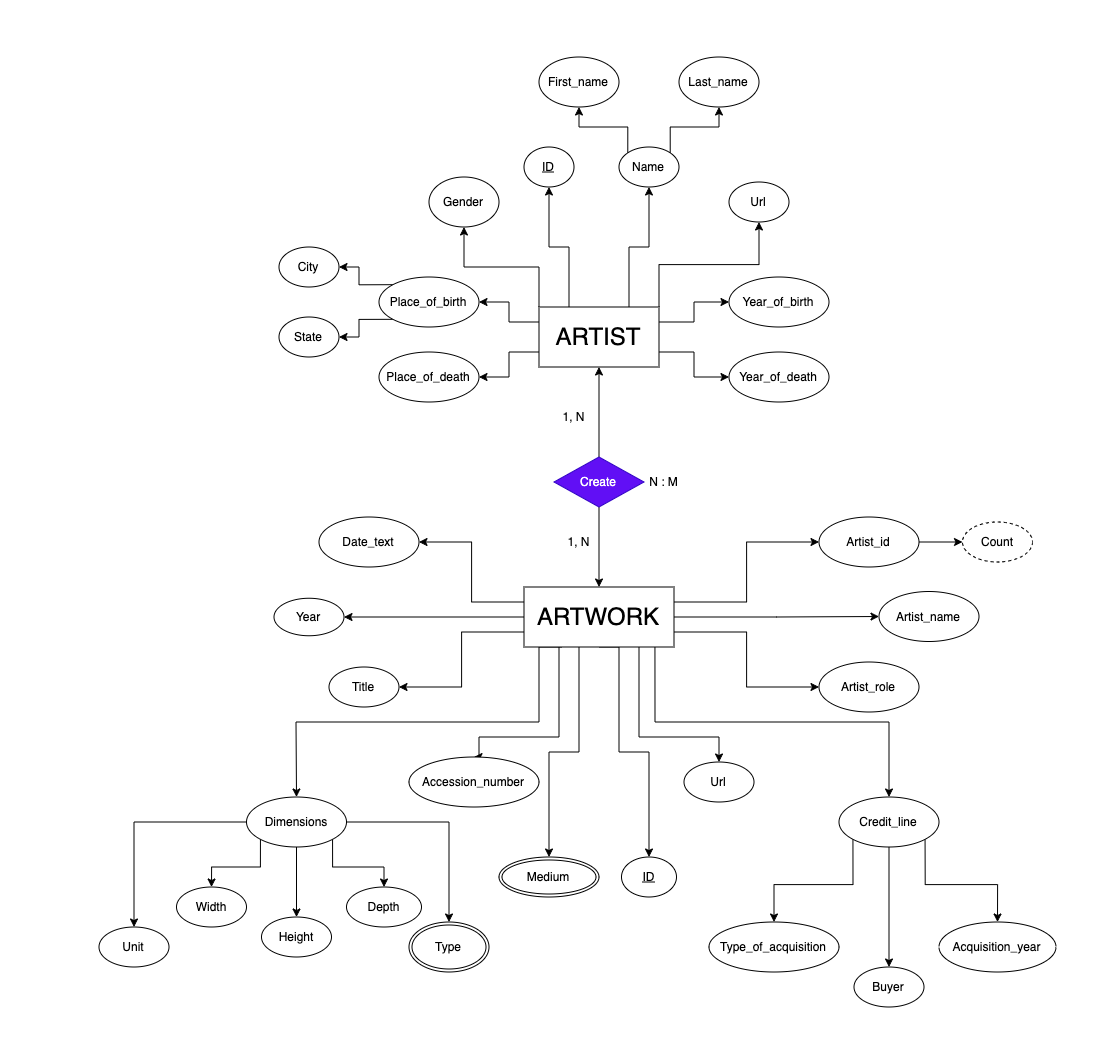 First_name
Last_name
ID
Name
Gender
Url
City
Place_of_birth
Year_of_birth
State
ARTIST
Place_of_death
Year_of_death
1, N
Create
N : M
1, N
Date_text
Artist_id
Count
Year
ARTWORK
Artist_name
Title
Artist_role
Accession_number
Url
Dimensions
Credit_line
Medium
ID
Width
Depth
Height
Unit
Type
Type_of_acquisition
Acquisition_year
Buyer